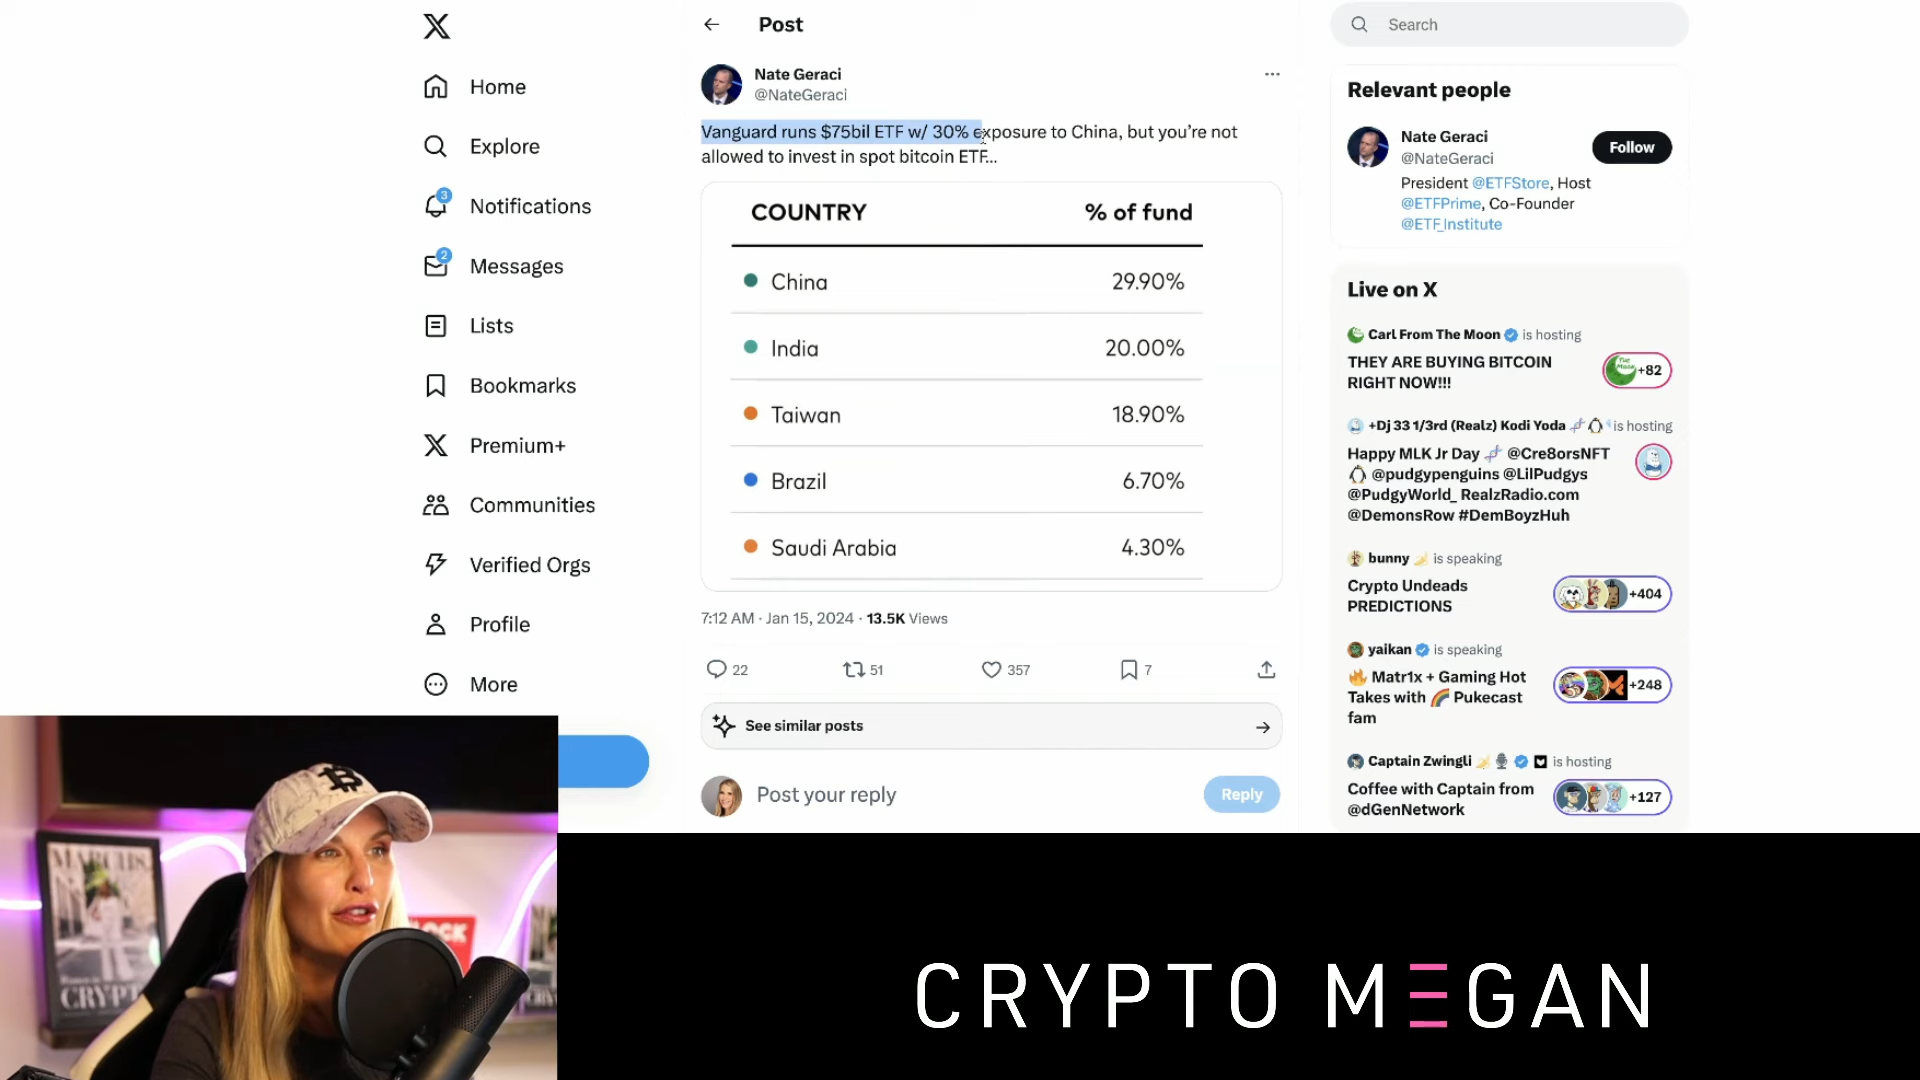 Home
Explore
3
Notifications
2
Messages
Lists
Bookmarks
Premium+
Communities
Verified Orgs
Profile
More
Post
Nate Geraci
@NateGeraci
Vanguard runs $75bil ETF w/ 30% exposure to China, but you’re not
allowed to invest in spot bitcoin ETF...
COUNTRY % of fund
China 29.90%
India 20.00%
Taiwan 18.90%
Brazil 6.70%
Saudi Arabia 4.30%
7:12 AM · Jan 15, 2024 · 13.5K Views
22 51 357 7
See similar posts
Post your reply
Reply
Search
Relevant people
Nate Geraci
@NateGeraci
Follow
President @ETFStore, Host
@ETFPrime, Co-Founder
@ETF_Institute
Live on X
Carl From The Moon is hosting
THEY ARE BUYING BITCOIN
RIGHT NOW!!!
+82
+Dj 33 1/3rd (Realz) Kodi Yoda is hosting
Happy MLK Jr Day @Cre8orsNFT
@pudgypenguins @LilPudgys
@PudgyWorld_ RealzRadio.com
@DemonsRow #DemBoyzHuh
bunny is speaking
Crypto Undeads
PREDICTIONS
+404
yaikan is speaking
Matr1x + Gaming Hot
Takes with Pukecast
fam
+248
Captain Zwingli is hosting
Coffee with Captain from
@dGenNetwork
+127
CRYPTO MEGAN